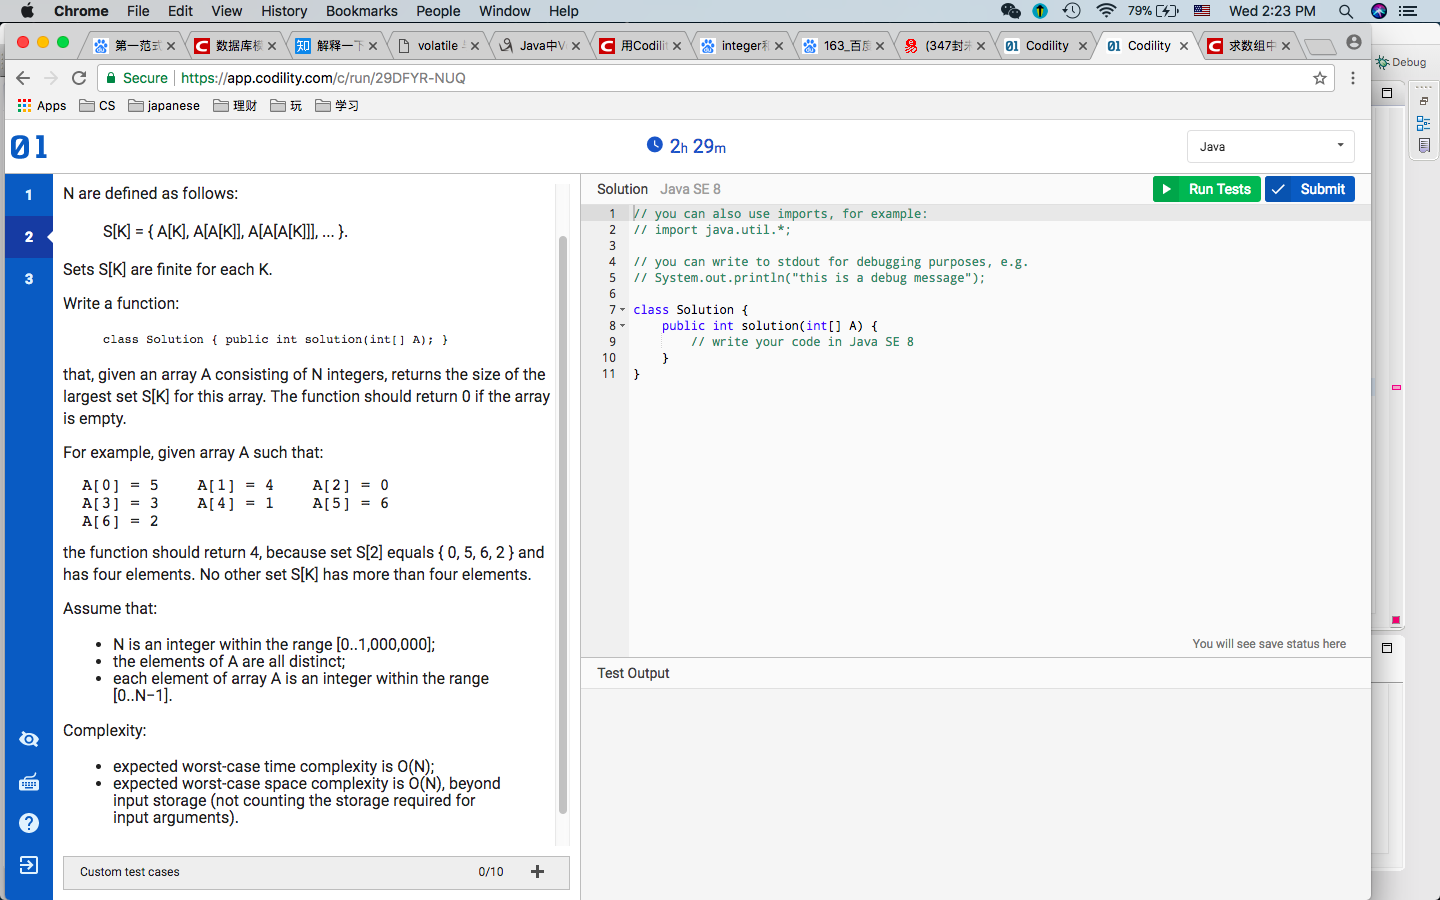 Chrome File Edit View History Bookmarks People Window Help 79% Wed 2:23 PM
第一范式 数据库植 解释一下 volatile Java中V 用Codili integer和 163_百度 (347封未 Codility Codility 求数组中
Debug
Secure https://app.codility.com/c/run/29DFYR-NUQ
Apps CS japanese 理财 玩 学习
01 2h 29m Java
1
2
3
N are defined as follows:
S[K] = { A[K], A[A[K]], A[A[A[K]]], ... }.
Sets S[K] are finite for each K.
Write a function:
class Solution { public int solution(int[] A); }
that, given an array A consisting of N integers, returns the size of the
largest set S[K] for this array. The function should return 0 if the array
is empty.
For example, given array A such that:
A[0] = 5 A[1] = 4 A[2] = 0
A[3] = 3 A[4] = 1 A[5] = 6
A[6] = 2
the function should return 4, because set S[2] equals { 0, 5, 6, 2 } and
has four elements. No other set S[K] has more than four elements.
Assume that:
• N is an integer within the range [0..1,000,000];
• the elements of A are all distinct;
• each element of array A is an integer within the range
[0..N−1].
Complexity:
• expected worst-case time complexity is O(N);
• expected worst-case space complexity is O(N), beyond
input storage (not counting the storage required for
input arguments).
Custom test cases 0/10 +
Solution Java SE 8 Run Tests Submit
1 // you can also use imports, for example:
2 // import java.util.*;
3
4 // you can write to stdout for debugging purposes, e.g.
5 // System.out.println("this is a debug message");
6
7 class Solution {
8 public int solution(int[] A) {
9 // write your code in Java SE 8
10 }
11 }
You will see save status here
Test Output